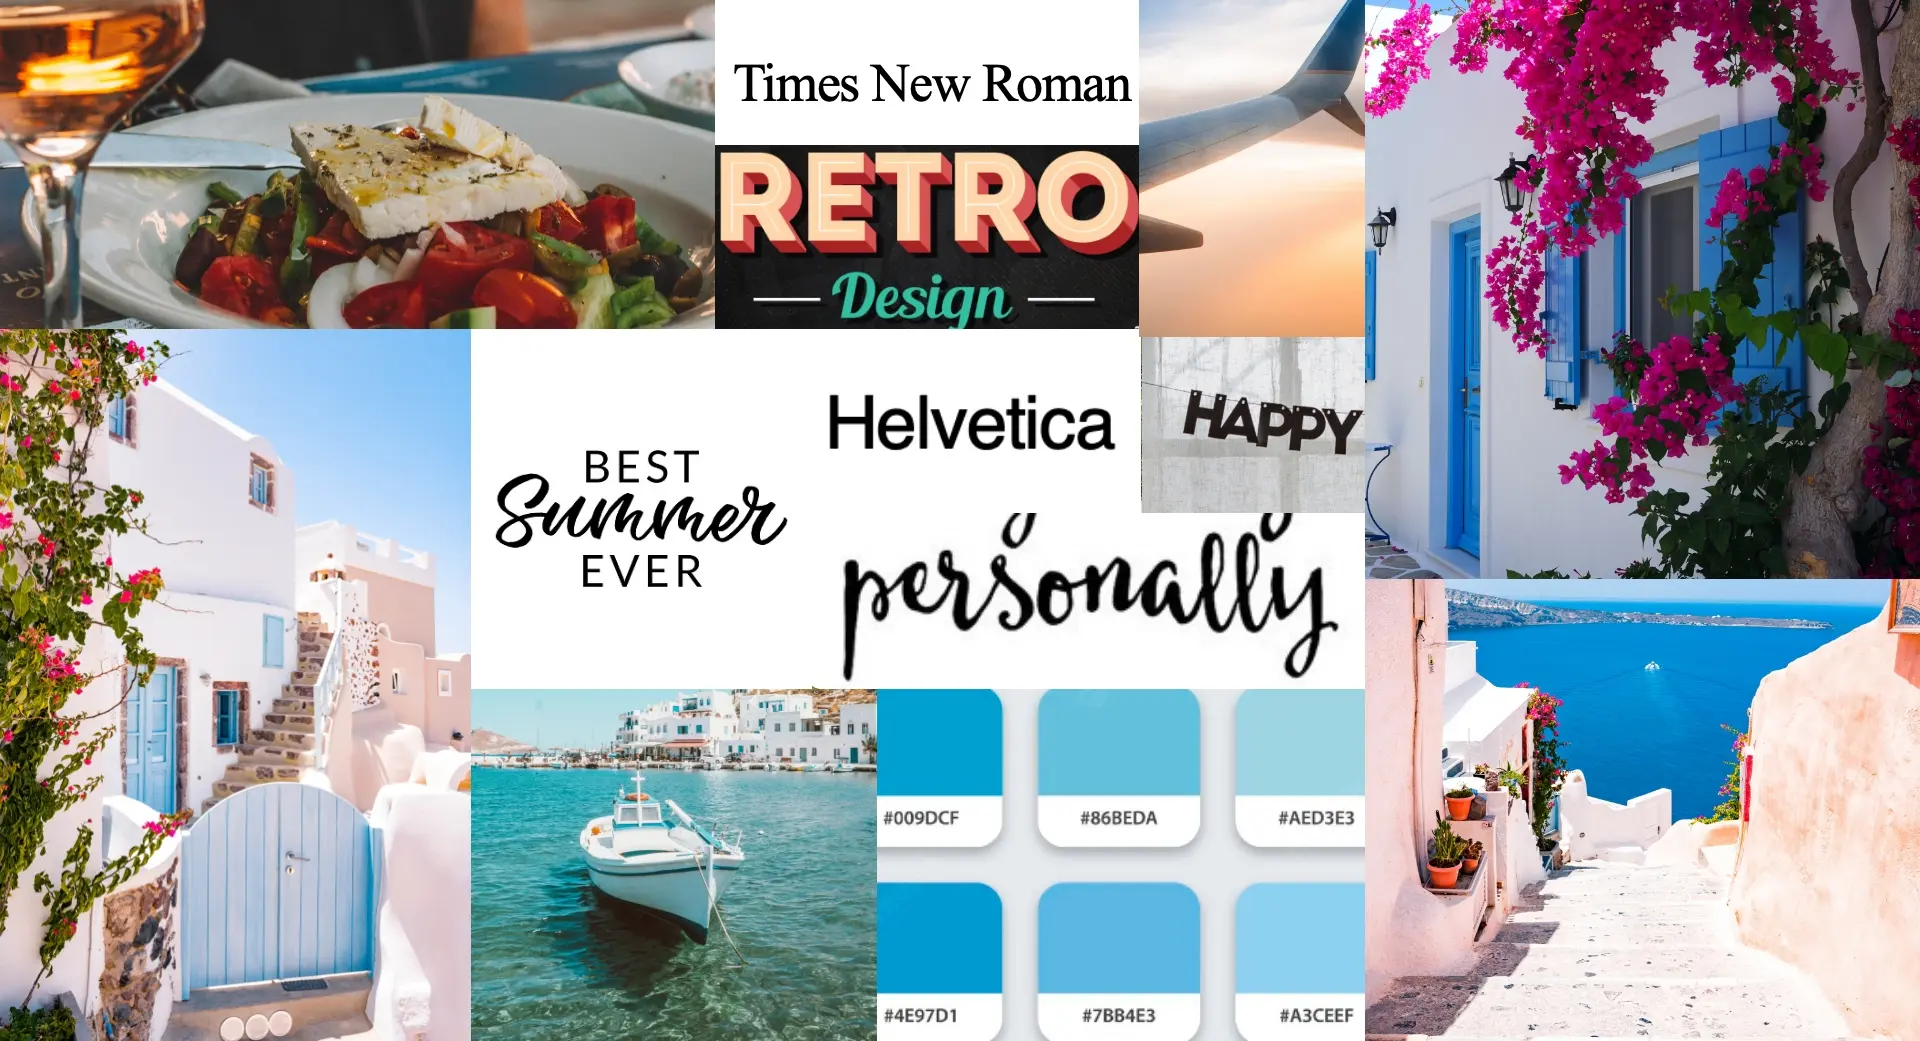 Times New Roman
RETRO
Design
HAPPY
Helvetica
BEST
Summer
EVER
personally
#009DCF
#86BEDA
#AED3E3
#4E97D1
#7BB4E3
#A3CEEF